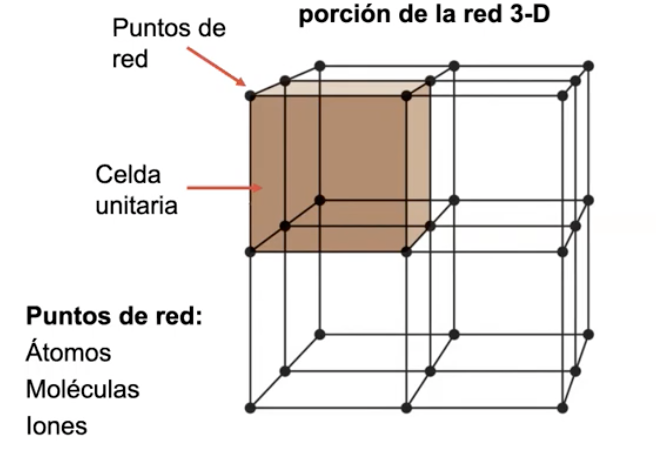 porción de la red 3-D
Puntos de
red
Celda
unitaria
Puntos de red:
Átomos
Moléculas
Iones